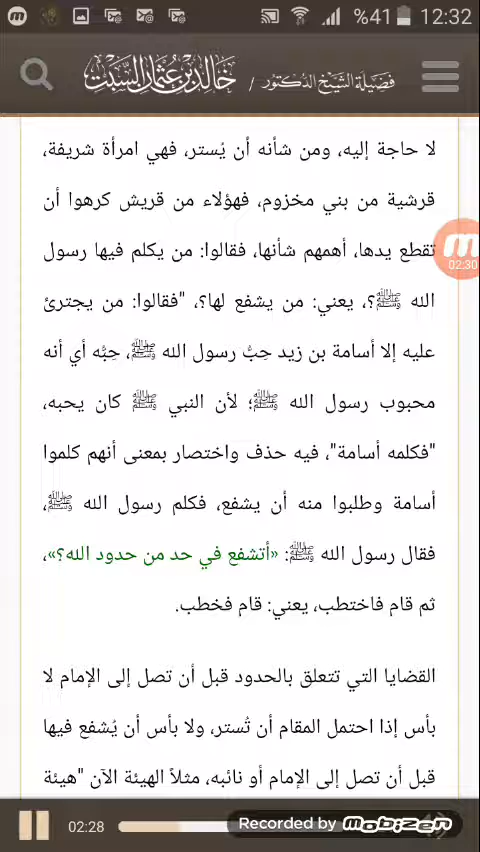 %41 12:32
فضيلة الشيخ الدكتور / خالد بن عثمان السبت
لا حاجة إليه، ومن شأنه أن يُستر، فهي امرأة شريفة،
قرشية من بني مخزوم، فهؤلاء من قريش كرهوا أن
تقطع يدها، أهمهم شأنها، فقالوا: من يكلم فيها رسول
الله ﷺ؟، يعني: من يشفع لها؟، "فقالوا: من يجترئ
عليه إلا أسامة بن زيد حِبُّ رسول الله ﷺ، حِبُّه أي أنه
محبوب رسول الله ﷺ؛ لأن النبي ﷺ كان يحبه،
"فكلمه أسامة"، فيه حذف واختصار بمعنى أنهم كلموا
أسامة وطلبوا منه أن يشفع، فكلم رسول الله ﷺ،
فقال رسول الله ﷺ: «أتشفع في حد من حدود الله؟»،
ثم قام فاختطب، يعني: قام فخطب.
القضايا التي تتعلق بالحدود قبل أن تصل إلى الإمام لا
بأس إذا احتمل المقام أن تُستر، ولا بأس أن يُشفع فيها
قبل أن تصل إلى الإمام أو نائبه، مثلاً الهيئة الآن "هيئة
02:30
02:28
Recorded by mobizen